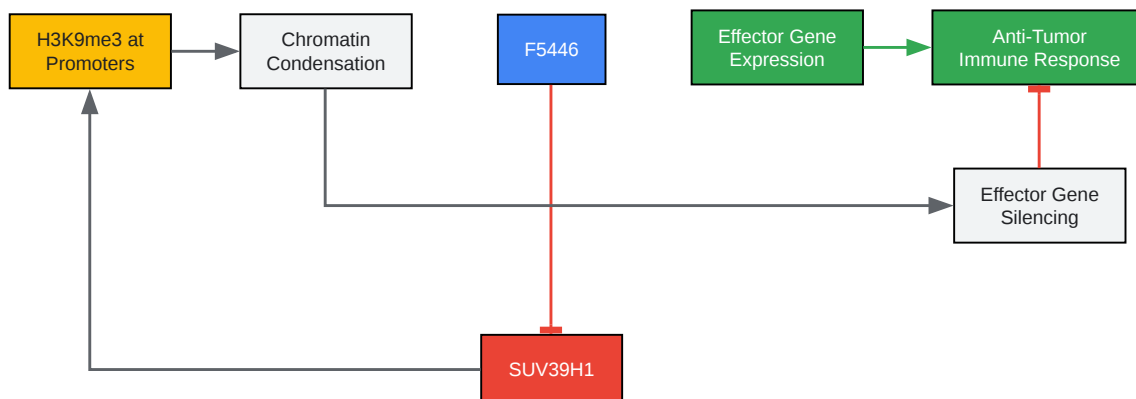 H3K9me3 at
Promoters
Chromatin
Condensation
F5446
Effector Gene
Expression
Anti-Tumor
Immune Response
Effector Gene
Silencing
SUV39H1